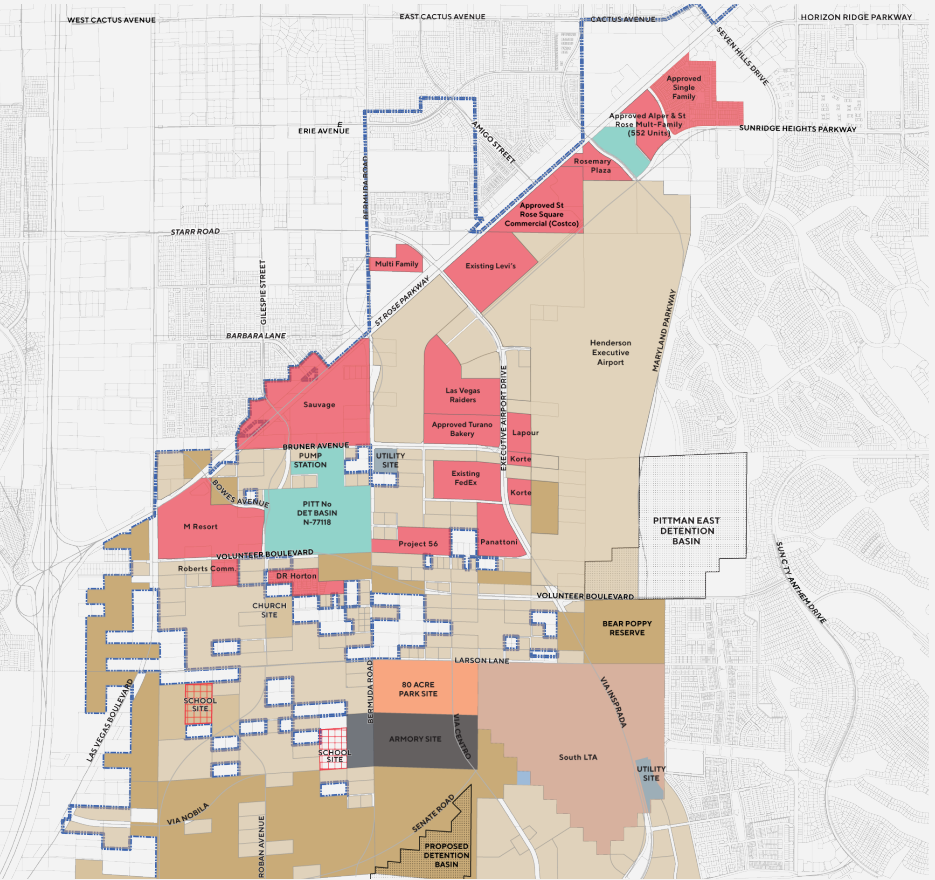 WEST CACTUS AVENUE
EAST CACTUS AVENUE
CACTUS AVENUE
HORIZON RIDGE PARKWAY
SEVEN HILLS DRIVE
Approved
Single
Family
Approved Alper & St
Rose Mult-Family
(552 Units)
SUNRIDGE HEIGHTS PARKWAY
E
ERIE AVENUE
AMIGO STREET
BERMUDA ROAD
Rosemary
Plaza
Approved St
Rose Square
Commercial (Costco)
STARR ROAD
Multi Family
Existing Levi's
GILESPIE STREET
ST ROSE PARKWAY
MARYLAND PARKWAY
BARBARA LANE
Henderson
Executive
Airport
Sauvage
Las Vegas
Raiders
EXECUTIVE AIRPORT DRIVE
Approved Turano
Bakery
Lapour
BRUNER AVENUE
PUMP
STATION
UTILITY
SITE
Korte
Existing
FedEx
Korte
BOWES AVENUE
PITT No
DET BASIN
N-77118
M Resort
PITTMAN EAST
DETENTION
BASIN
Project 56
Panattoni
VOLUNTEER BOULEVARD
Roberts Comm.
DR Horton
SUN C TY ANTHEM DRIVE
VOLUNTEER BOULEVARD
CHURCH
SITE
BEAR POPPY
RESERVE
LARSON LANE
BERMUDA ROAD
80 ACRE
PARK SITE
VIA INSPRADA
LAS VEGAS BOULEVARD
SCHOOL
SITE
VIA CENTRO
ARMORY SITE
SCHOOL
SITE
South LTA
UTILITY
SITE
VIA NOBILA
SENATE ROAD
ROBAN AVENUE
PROPOSED
DETENTION
BASIN